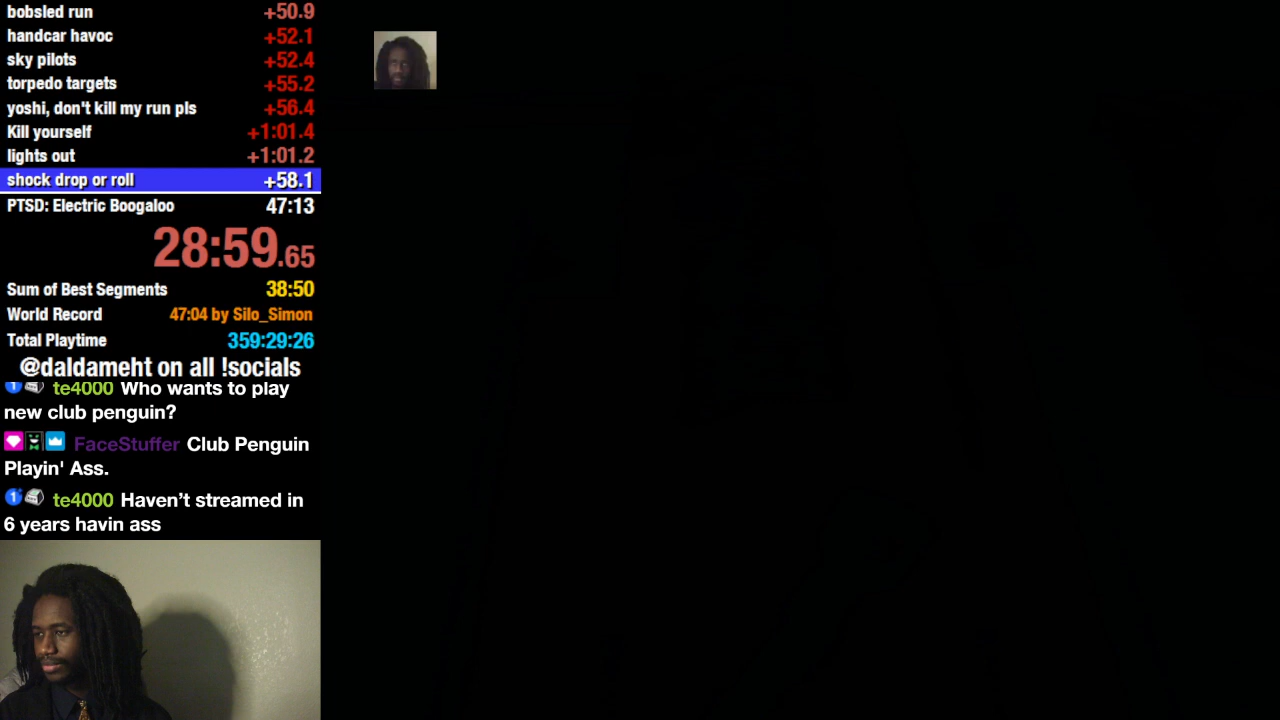 bobsled run +50.9
handcar havoc +52.1
sky pilots +52.4
torpedo targets +55.2
yoshi, don't kill my run pls +56.4
Kill yourself +1:01.4
lights out +1:01.2
shock drop or roll +58.1
PTSD: Electric Boogaloo 47:13
28:59.65
Sum of Best Segments 38:50
World Record 47:04 by Silo_Simon
Total Playtime 359:29:26
@daldameht on all !socials
te4000 Who wants to play
new club penguin?
FaceStuffer Club Penguin
Playin' Ass.
te4000 Haven't streamed in
6 years havin ass